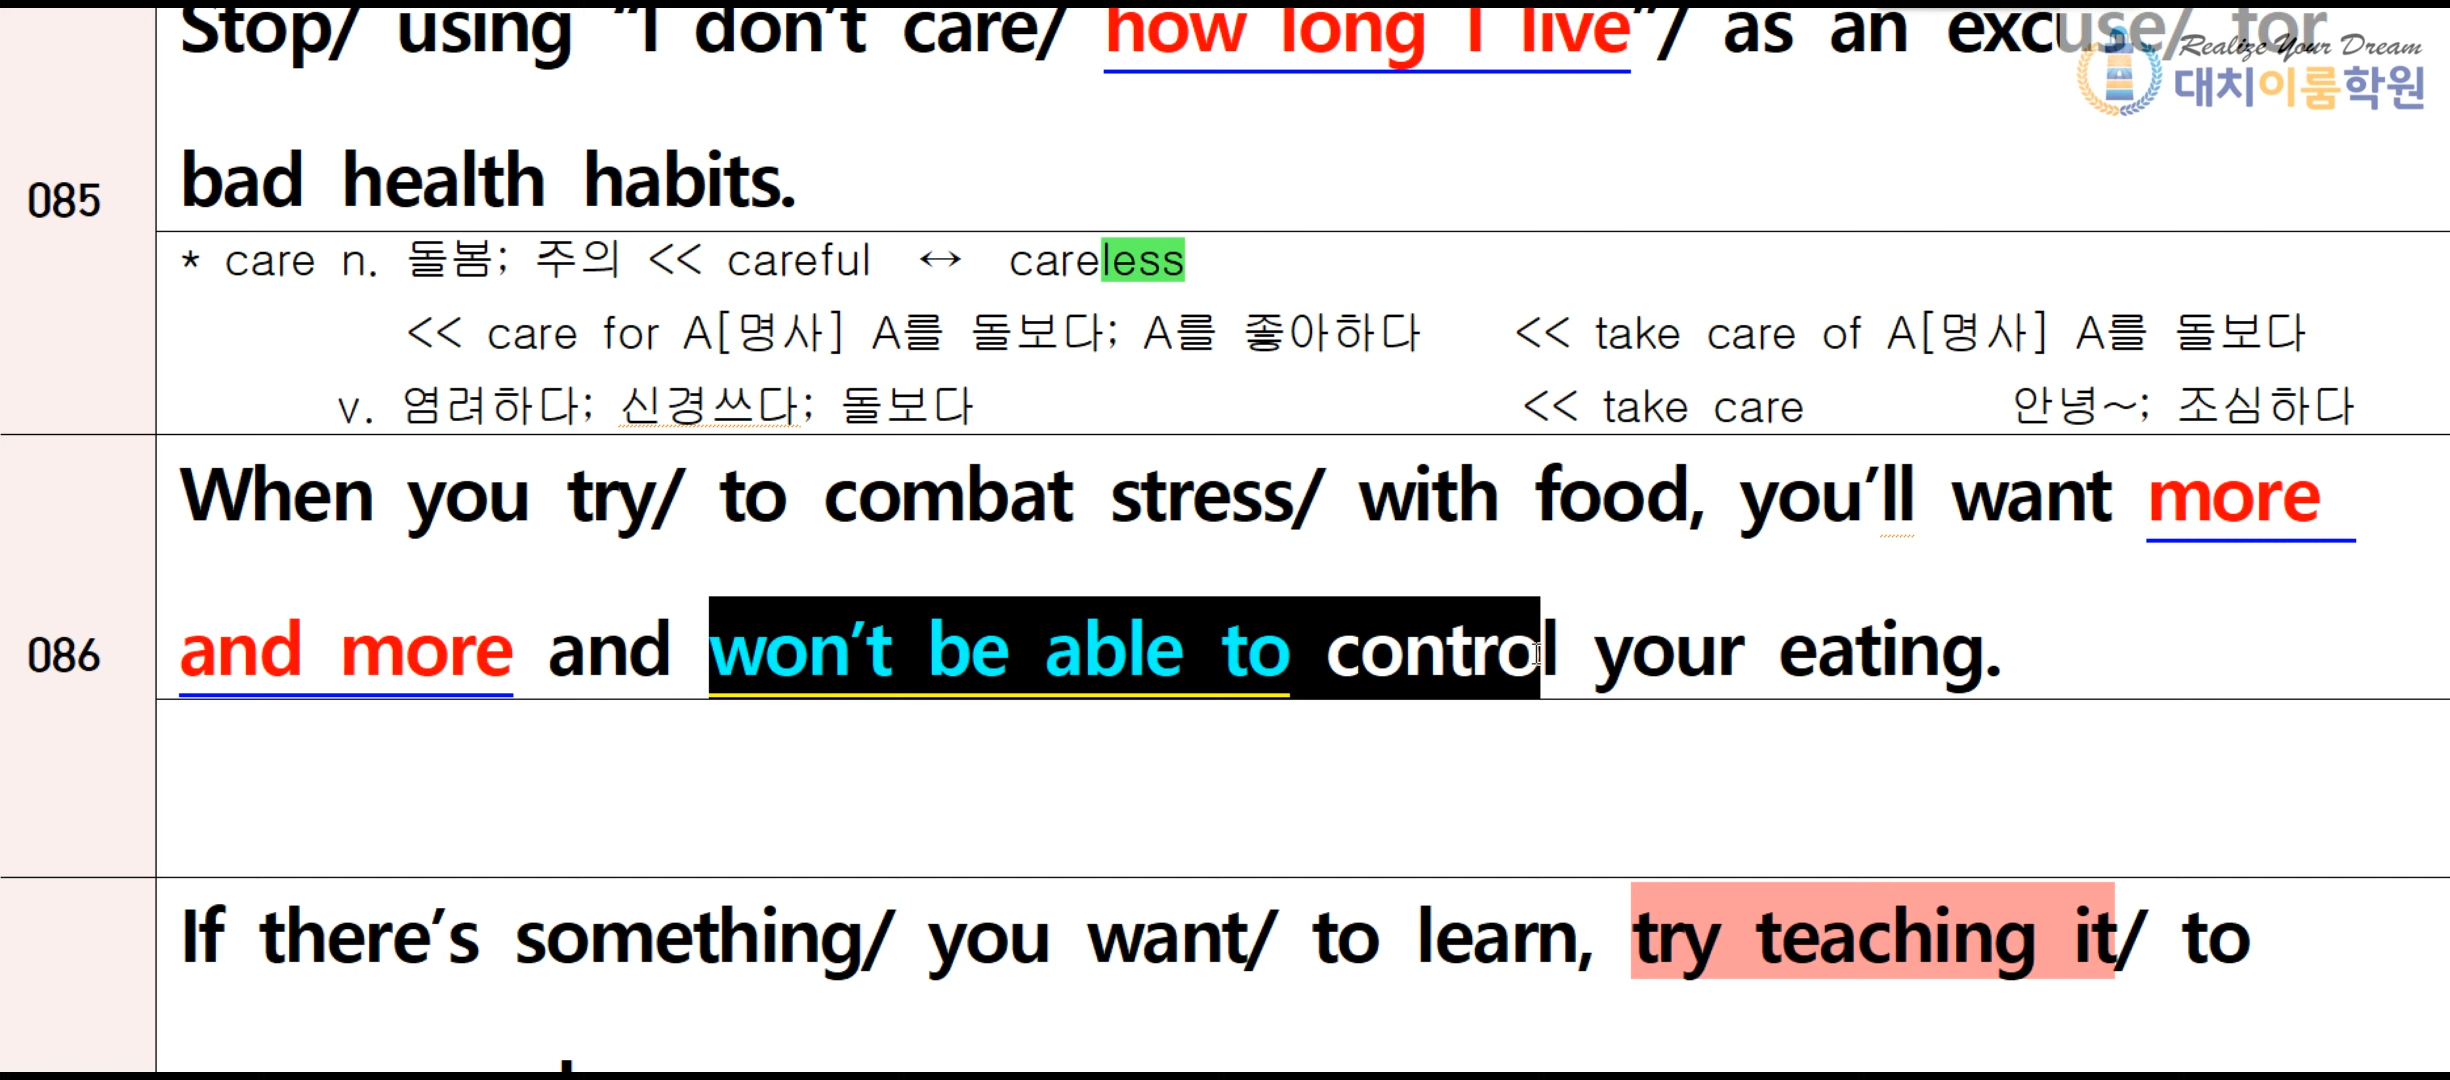 Stop/ using “I don’t care/ how long I live”/ as an excuse/ for
Realize Your Dream
대치이룸학원
085
bad health habits.
* care n. 돌봄; 주의 << careful ↔ careless
<< care for A[명사] A를 돌보다; A를 좋아하다 << take care of A[명사] A를 돌보다
v. 염려하다; 신경쓰다; 돌보다 << take care 안녕~; 조심하다
When you try/ to combat stress/ with food, you’ll want more
086
and more and won’t be able to control your eating.
If there’s something/ you want/ to learn, try teaching it/ to